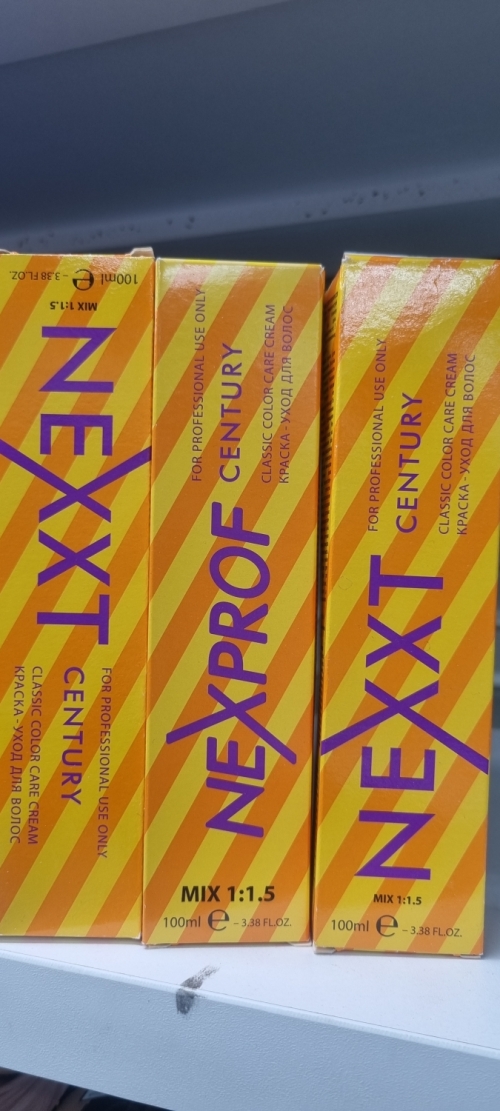 NEXXT
CENTURY
FOR PROFESSIONAL USE ONLY
CLASSIC COLOR CARE CREAM
КРАСКА - УХОД ДЛЯ ВОЛОС
MIX 1:1.5
100ml e – 3.38 FL.OZ.
NEXPROF
CENTURY
FOR PROFESSIONAL USE ONLY
CLASSIC COLOR CARE CREAM
КРАСКА - УХОД ДЛЯ ВОЛОС
MIX 1:1.5
100ml e – 3.38 FL.OZ.
NEXXT
CENTURY
FOR PROFESSIONAL USE ONLY
CLASSIC COLOR CARE CREAM
КРАСКА - УХОД ДЛЯ ВОЛОС
MIX 1:1.5
100ml e – 3.38 FL.OZ.